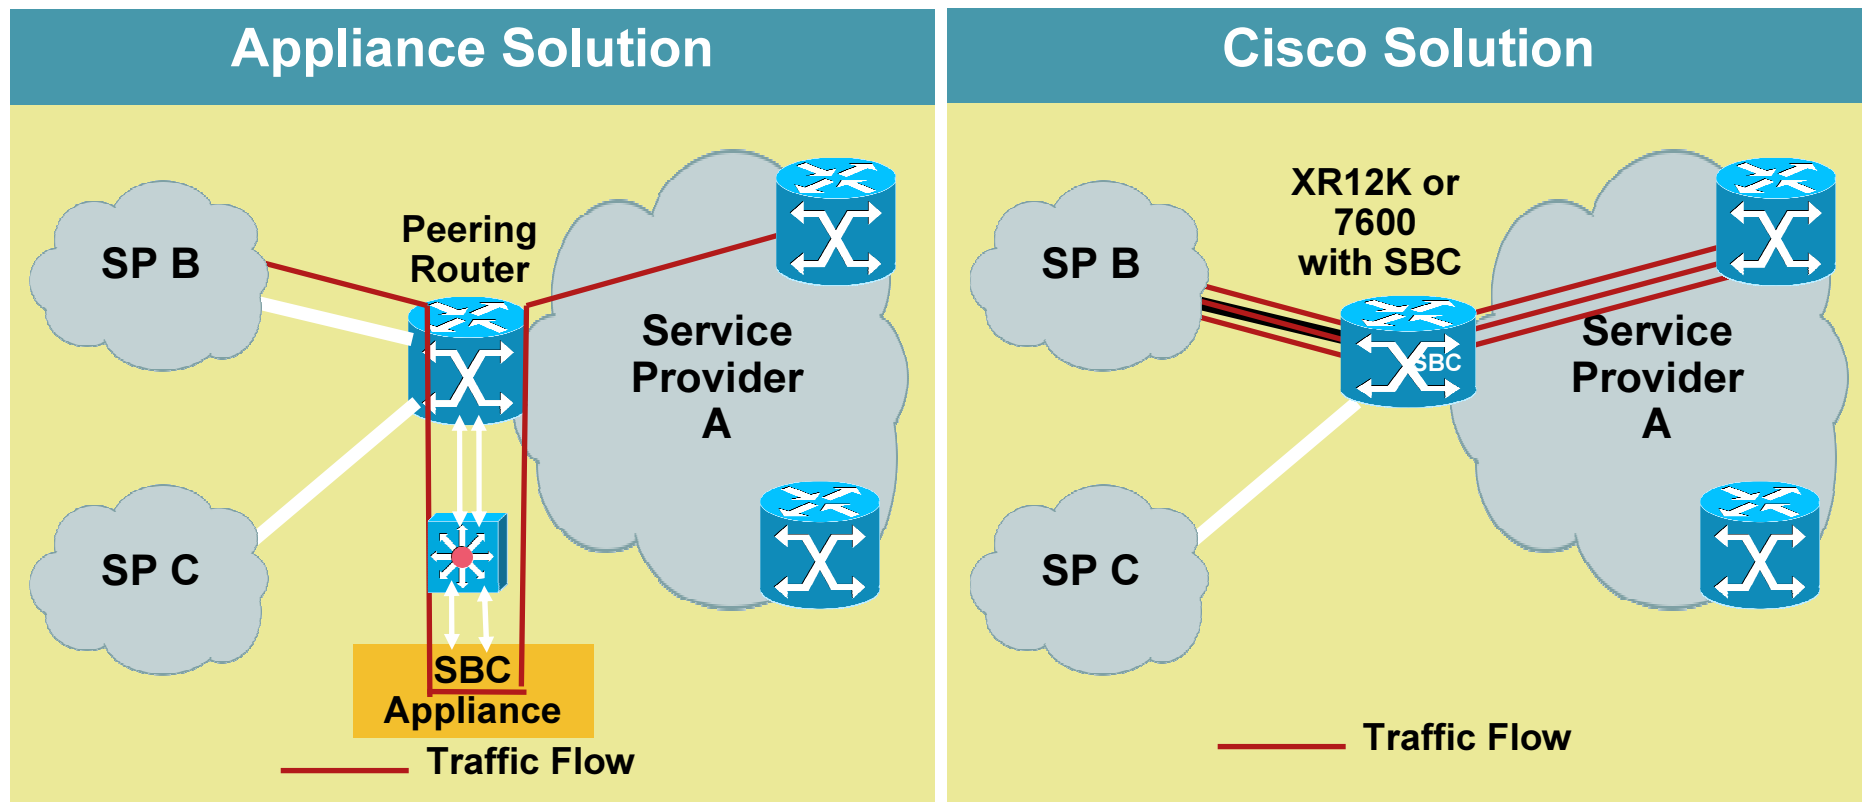 Appliance Solution
SP B
SP C
Peering
Router
Service
Provider
A
SBC
Appliance
Traffic Flow
Cisco Solution
SP B
SP C
XR12K or
7600
with SBC
SBC
Service
Provider
A
Traffic Flow